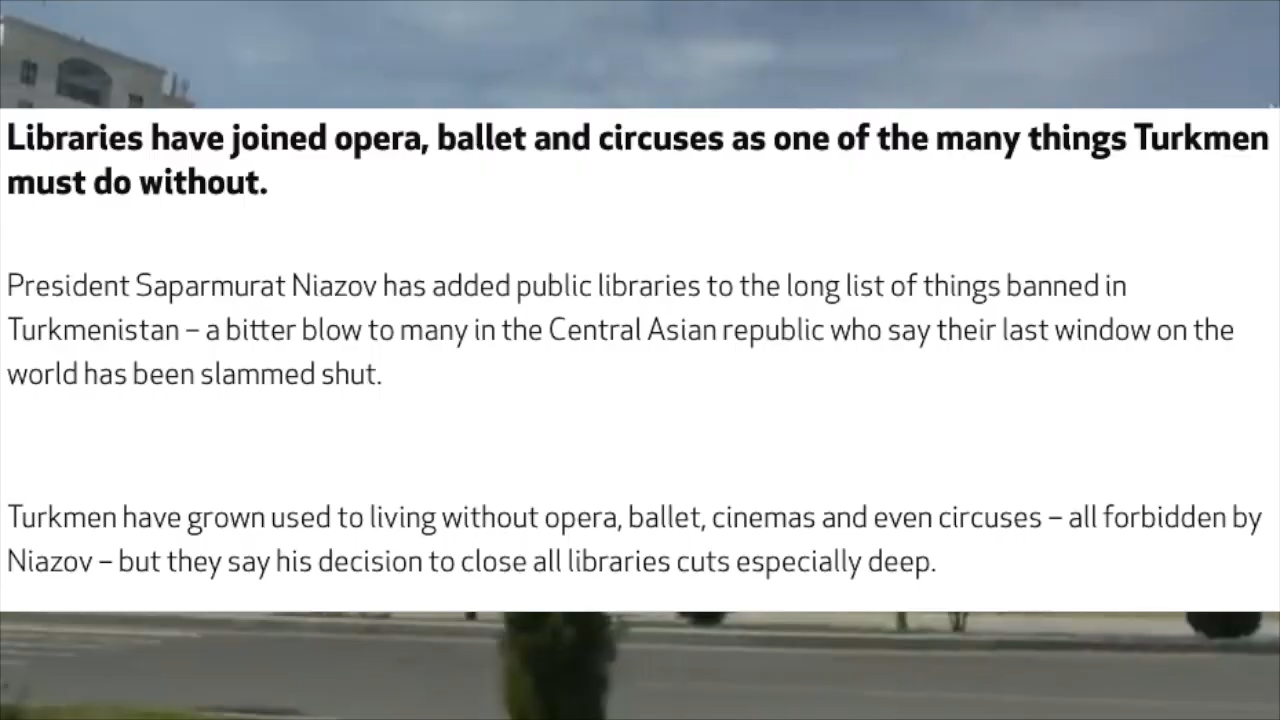 Libraries have joined opera, ballet and circuses as one of the many things Turkmen
must do without.
President Saparmurat Niazov has added public libraries to the long list of things banned in
Turkmenistan – a bitter blow to many in the Central Asian republic who say their last window on the
world has been slammed shut.
Turkmen have grown used to living without opera, ballet, cinemas and even circuses – all forbidden by
Niazov – but they say his decision to close all libraries cuts especially deep.